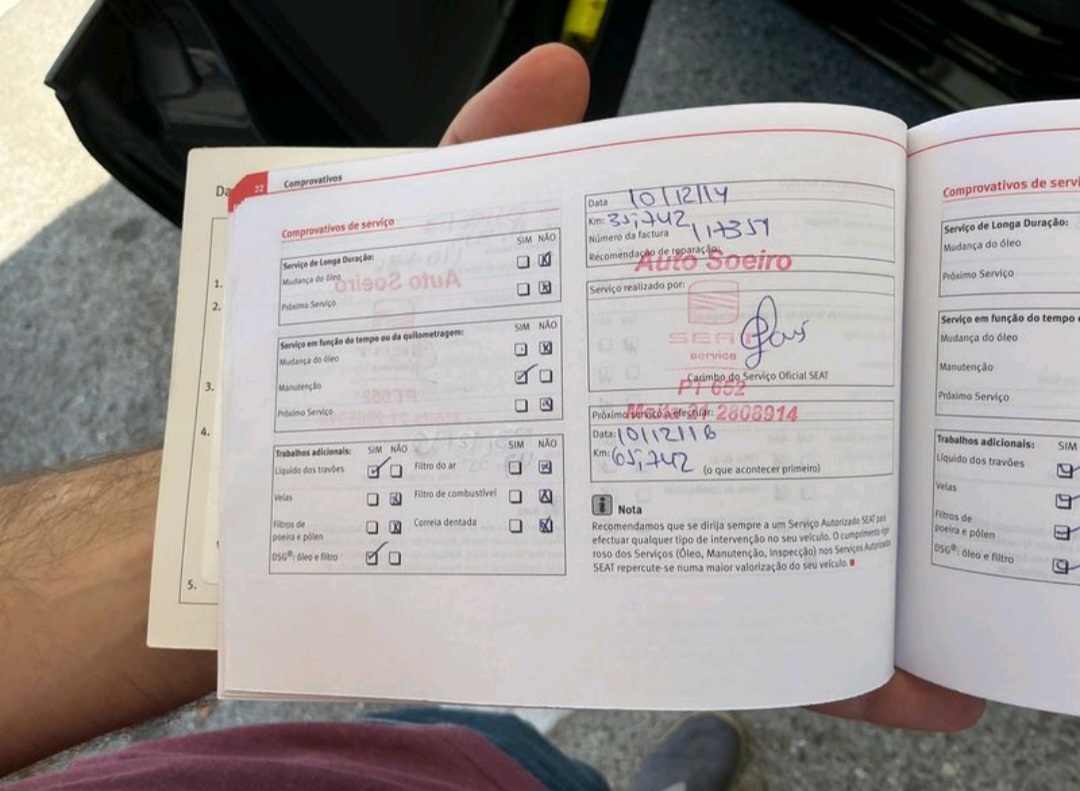 Da
1.
2.
3.
4.
5.
22 Comprovativos
Comprovativos de serviço
SIM NÃO
Serviço de Longa Duração:
Mudança do óleo
Próximo Serviço
SIM NÃO
Serviço em função do tempo ou da quilometragem:
Mudança do óleo
Manutenção
Próximo Serviço
Trabalhos adicionais: SIM NÃO SIM NÃO
Líquido dos travões Filtro do ar
Velas Filtro de combustível
Filtros de
poeira e pólen Correia dentada
DSG®: óleo e filtro
Data 10/12/14
Km: 35,742
Número da factura 117359
Recomendação de reparação:
Auto Soeiro
Serviço realizado por:
SEAT
service
Carimbo do Serviço Oficial SEAT
PT 652
Próximo serviço a efectuar: 2808914
Data: 10/12/16
Km: 65,742 (o que acontecer primeiro)
i Nota
Recomendamos que se dirija sempre a um Serviço Autorizado SEAT para
efectuar qualquer tipo de intervenção no seu veículo. O cumprimento rigo-
roso dos Serviços (Óleo, Manutenção, Inspecção) nos Serviços Autorizados
SEAT repercute-se numa maior valorização do seu veículo.
Comprovativos de servi
Serviço de Longa Duração:
Mudança do óleo
Próximo Serviço
Serviço em função do tempo
Mudança do óleo
Manutenção
Próximo Serviço
Trabalhos adicionais: SIM
Líquido dos travões
Velas
Filtros de
poeira e pólen
DSG®: óleo e filtro